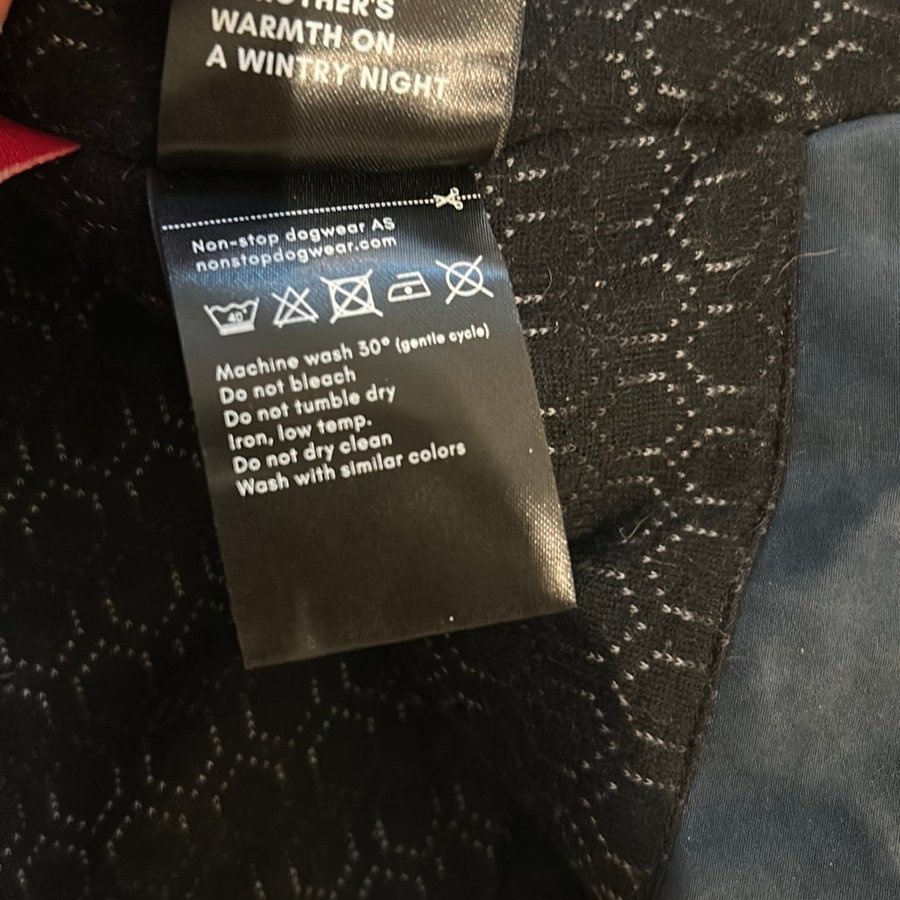 WARMTH ON
A WINTRY NIGHT
Non-stop dogwear AS
nonstopdogwear.com
40°
Machine wash 30° (gentle cycle)
Do not bleach
Do not tumble dry
Iron, low temp.
Do not dry clean
Wash with similar colors